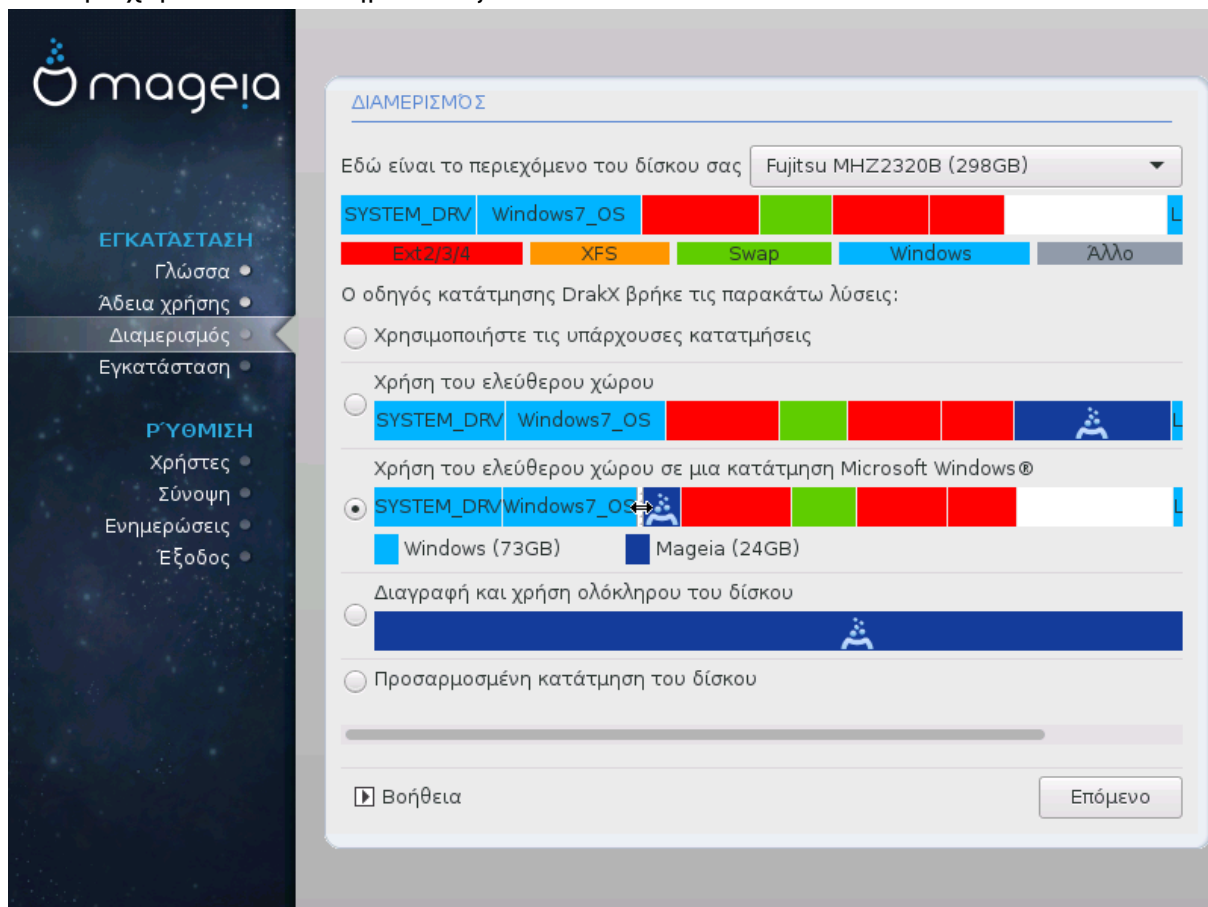 mageia
ΕΓΚΑΤΆΣΤΑΣΗ
Γλώσσα
Άδεια χρήσης
Διαμερισμός
Εγκατάσταση
ΡΎΘΜΙΣΗ
Χρήστες
Σύνοψη
Ενημερώσεις
Έξοδος
ΔΙΑΜΕΡΙΣΜΌΣ
Εδώ είναι το περιεχόμενο του δίσκου σας Fujitsu MHZ2320B (298GB)
SYSTEM_DRV Windows7_OS L
Ext2/3/4 XFS Swap Windows Άλλο
Ο οδηγός κατάτμησης DrakX βρήκε τις παρακάτω λύσεις:
Χρησιμοποιήστε τις υπάρχουσες κατατμήσεις
Χρήση του ελεύθερου χώρου
SYSTEM_DRV Windows7_OS L
Χρήση του ελεύθερου χώρου σε μια κατάτμηση Microsoft Windows®
SYSTEM_DRV Windows7_OS L
Windows (73GB) Mageia (24GB)
Διαγραφή και χρήση ολόκληρου του δίσκου
Προσαρμοσμένη κατάτμηση του δίσκου
Βοήθεια
Επόμενο